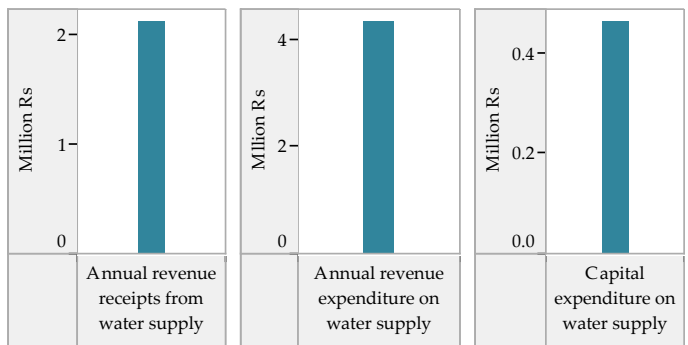 Million Rs
2
1
0
Annual revenue
receipts from
water supply
Mllion Rs
4
2
0
Annual revenue
expenditure on
water supply
Million Rs
0.4
0.2
0.0
Capital
expenditure on
water supply